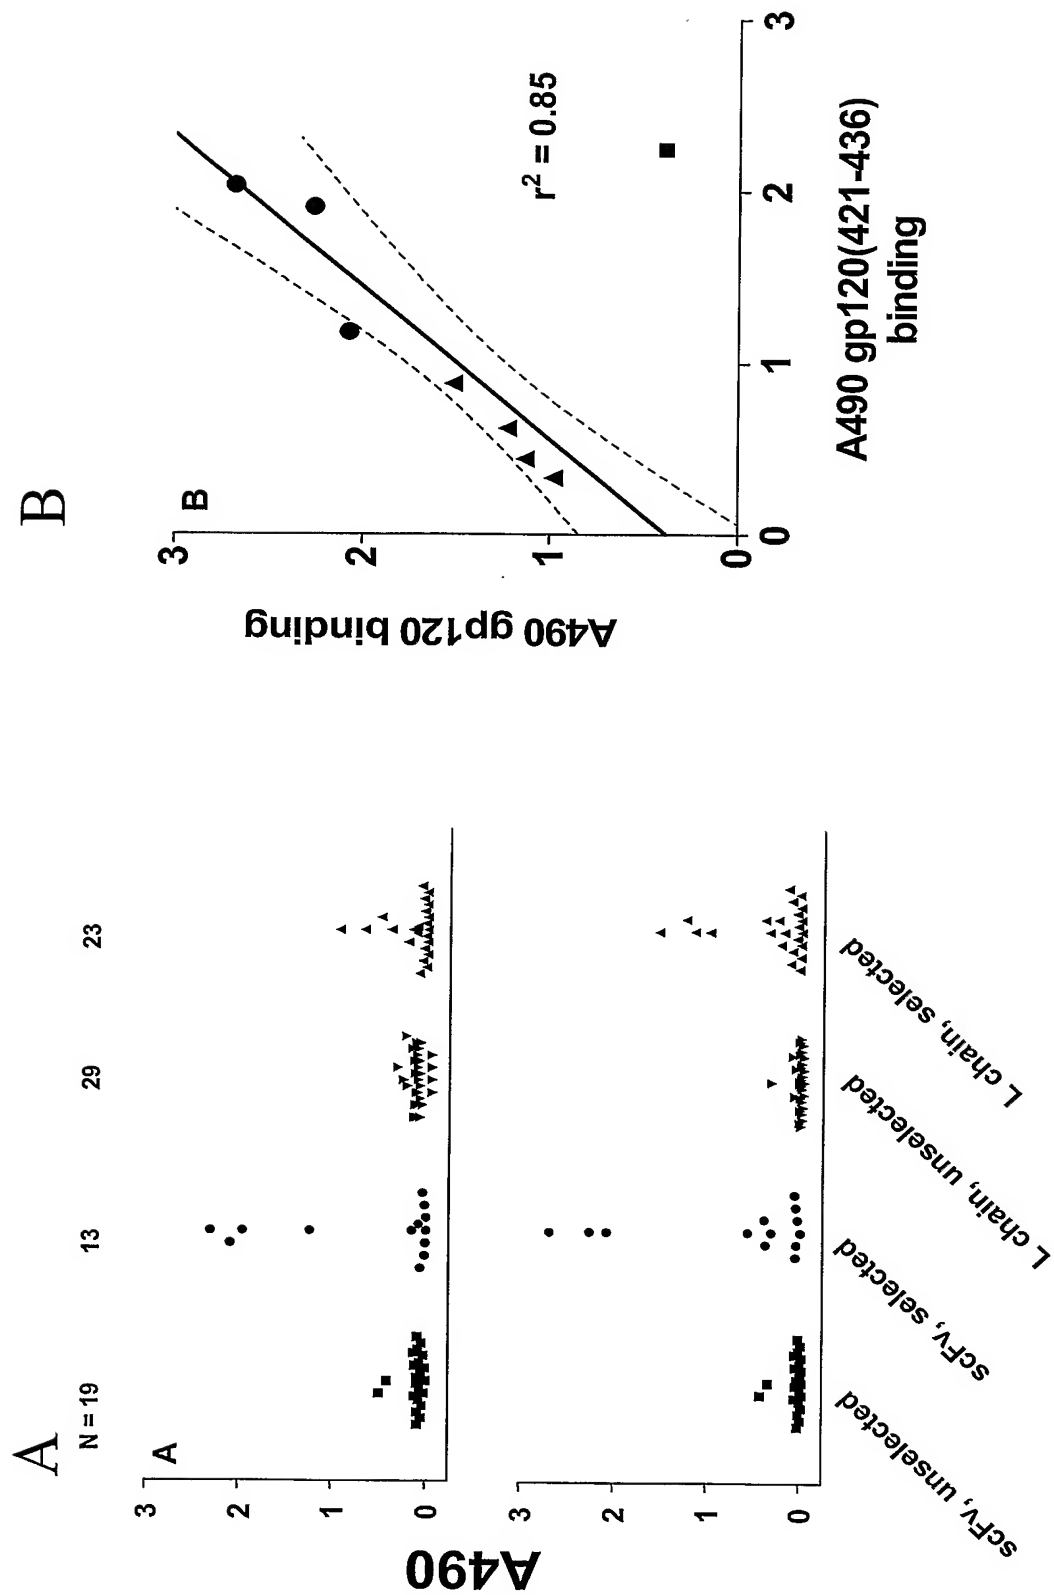 A
N = 19
13
29
23
A
3
2
1
0
3
2
1
0
A490
scFv, unselected
scFv, selected
L chain, unselected
L chain, selected
B
B
3
2
1
0
A490 gp120 binding
r² = 0.85
0
1
2
3
A490 gp120(421-436)
binding